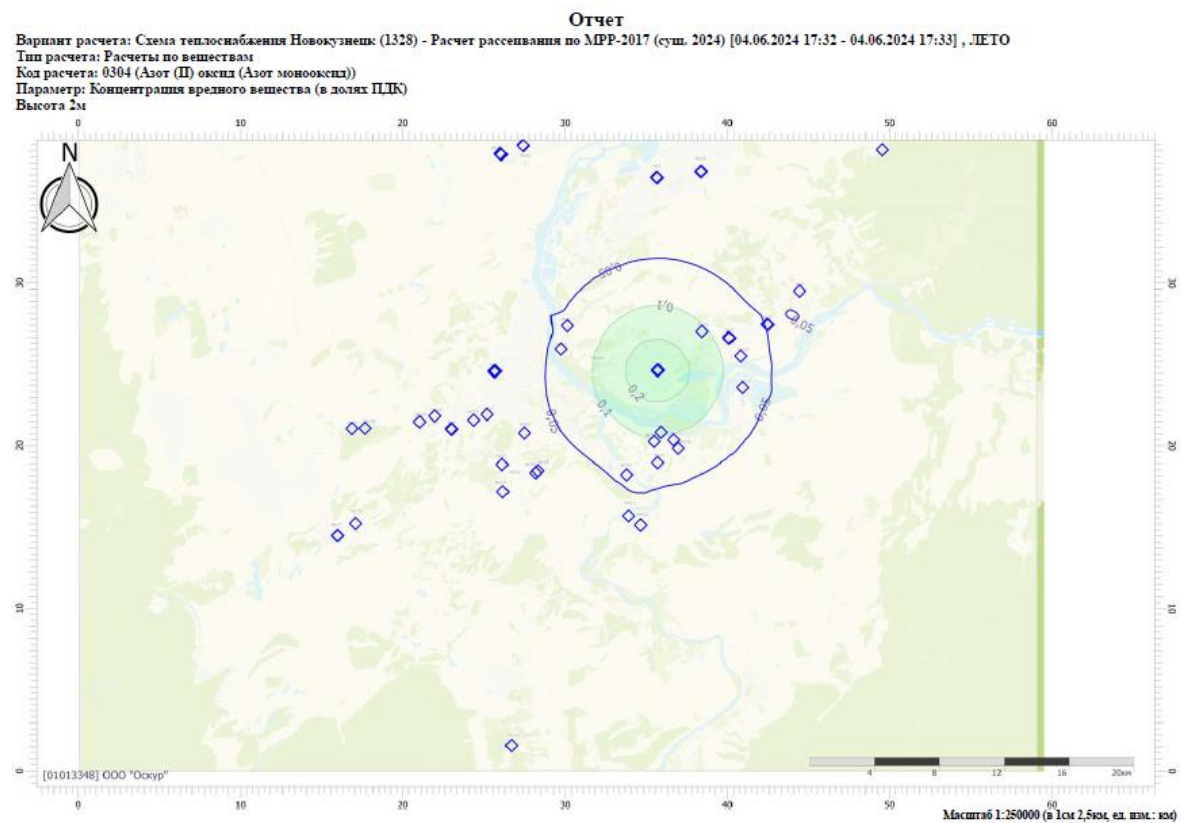 Отчет
Вариант расчета: Схема теплоснабжения Новокузнецк (1328) - Расчет рассеивания по МРР-2017 (сущ. 2024) [04.06.2024 17:32 - 04.06.2024 17:33] , ЛЕТО
Тип расчета: Расчеты по веществам
Код расчета: 0304 (Азот (II) оксид (Азот монооксид))
Параметр: Концентрация вредного вещества (в долях ПДК)
Высота 2м
0 10 20 30 40 50 60
N
30 30
0,05
0,1
0,05
0,2
0,1
0,05
0,05
20 20
10 10
0 0
[01013348] ООО "Оскур"
4 8 12 16 20км
0 10 20 30 40 50 60
Масштаб 1:250000 (в 1см 2,5км, ед. изм.: км)